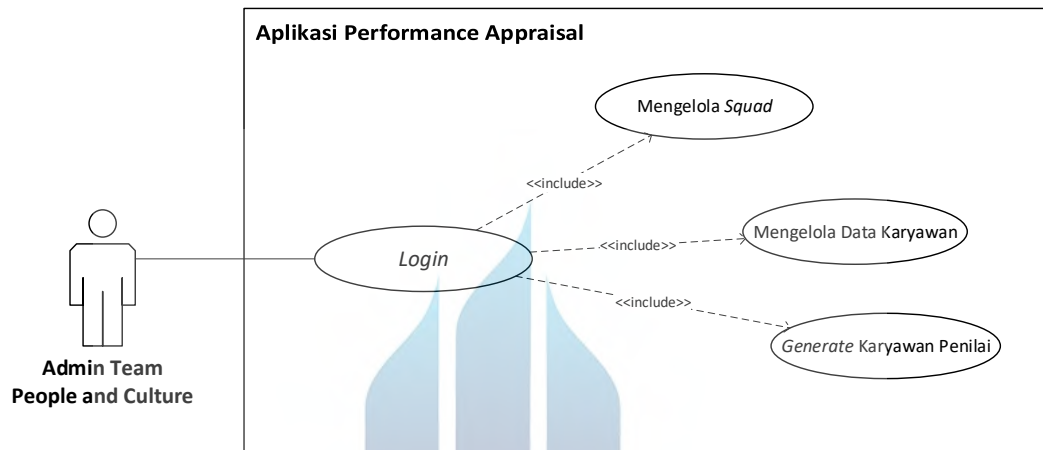 Aplikasi Performance Appraisal
Mengelola Squad
<<include>>
Login
<<include>>
Mengelola Data Karyawan
<<include>>
Generate Karyawan Penilai
Admin Team
People and Culture